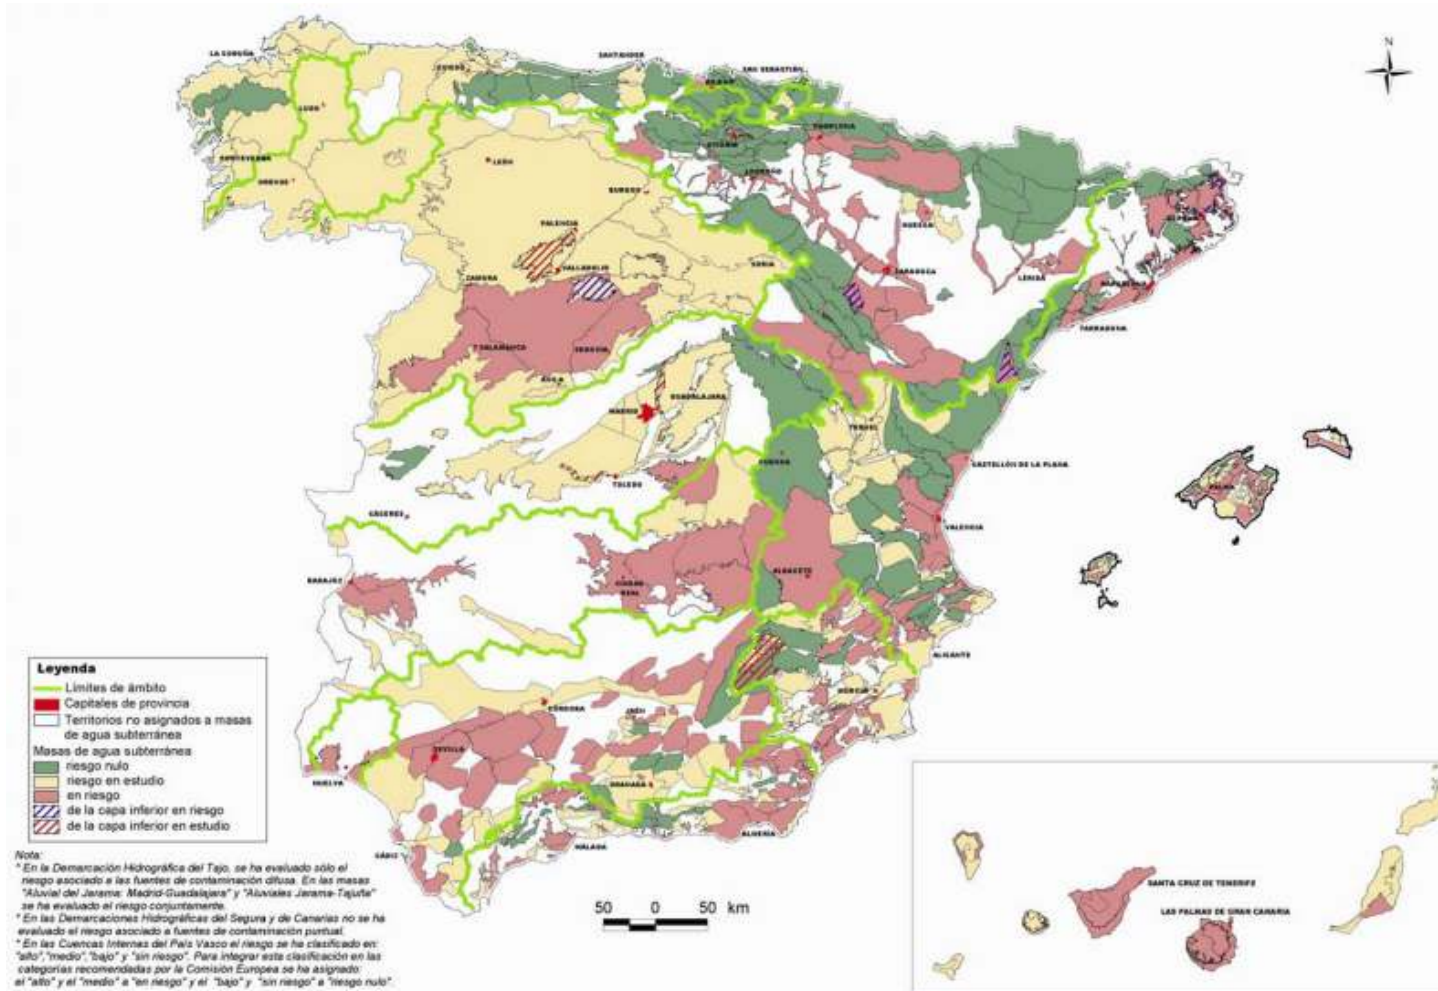 N
LA CORUÑA
OVIEDO
SANTANDER
SAN SEBASTIÁN
BILBAO
LUGO
PONTEVEDRA
ORENSE
LEÓN
BURGOS
VITORIA
PAMPLONA
LOGROÑO
HUESCA
GERONA
PALENCIA
VALLADOLID
ZAMORA
SORIA
ZARAGOZA
LÉRIDA
BARCELONA
TARRAGONA
SALAMANCA
SEGOVIA
ÁVILA
MADRID
GUADALAJARA
TERUEL
CUENCA
CASTELLÓN DE LA PLANA
TOLEDO
PALMA
CÁCERES
VALENCIA
BADAJOZ
CIUDAD
REAL
ALBACETE
ALICANTE
MURCIA
CÓRDOBA
JAÉN
SEVILLA
HUELVA
GRANADA
ALMERÍA
MÁLAGA
CÁDIZ
Leyenda
Límites de ámbito
Capitales de provincia
Territorios no asignados a masas
de agua subterránea
Masas de agua subterránea
riesgo nulo
riesgo en estudio
en riesgo
de la capa inferior en riesgo
de la capa inferior en estudio
Nota:
* En la Demarcación Hidrográfica del Tajo, se ha evaluado sólo el
riesgo asociado a las fuentes de contaminación difusa. En las masas
"Aluvial del Jarama: Madrid-Guadalajara" y "Aluviales Jarama-Tajuña"
se ha evaluado el riesgo conjuntamente.
* En las Demarcaciones Hidrográficas del Segura y de Canarias no se ha
evaluado el riesgo asociado a fuentes de contaminación puntual.
* En las Cuencas Internas del País Vasco el riesgo se ha clasificado en:
"alto","medio","bajo" y "sin riesgo". Para integrar esta clasificación en las
categorías recomendadas por la Comisión Europea se ha asignado:
el "alto" y el "medio" a "en riesgo" y el "bajo" y "sin riesgo" a "riesgo nulo".
50 0 50 km
SANTA CRUZ DE TENERIFE
LAS PALMAS DE GRAN CANARIA